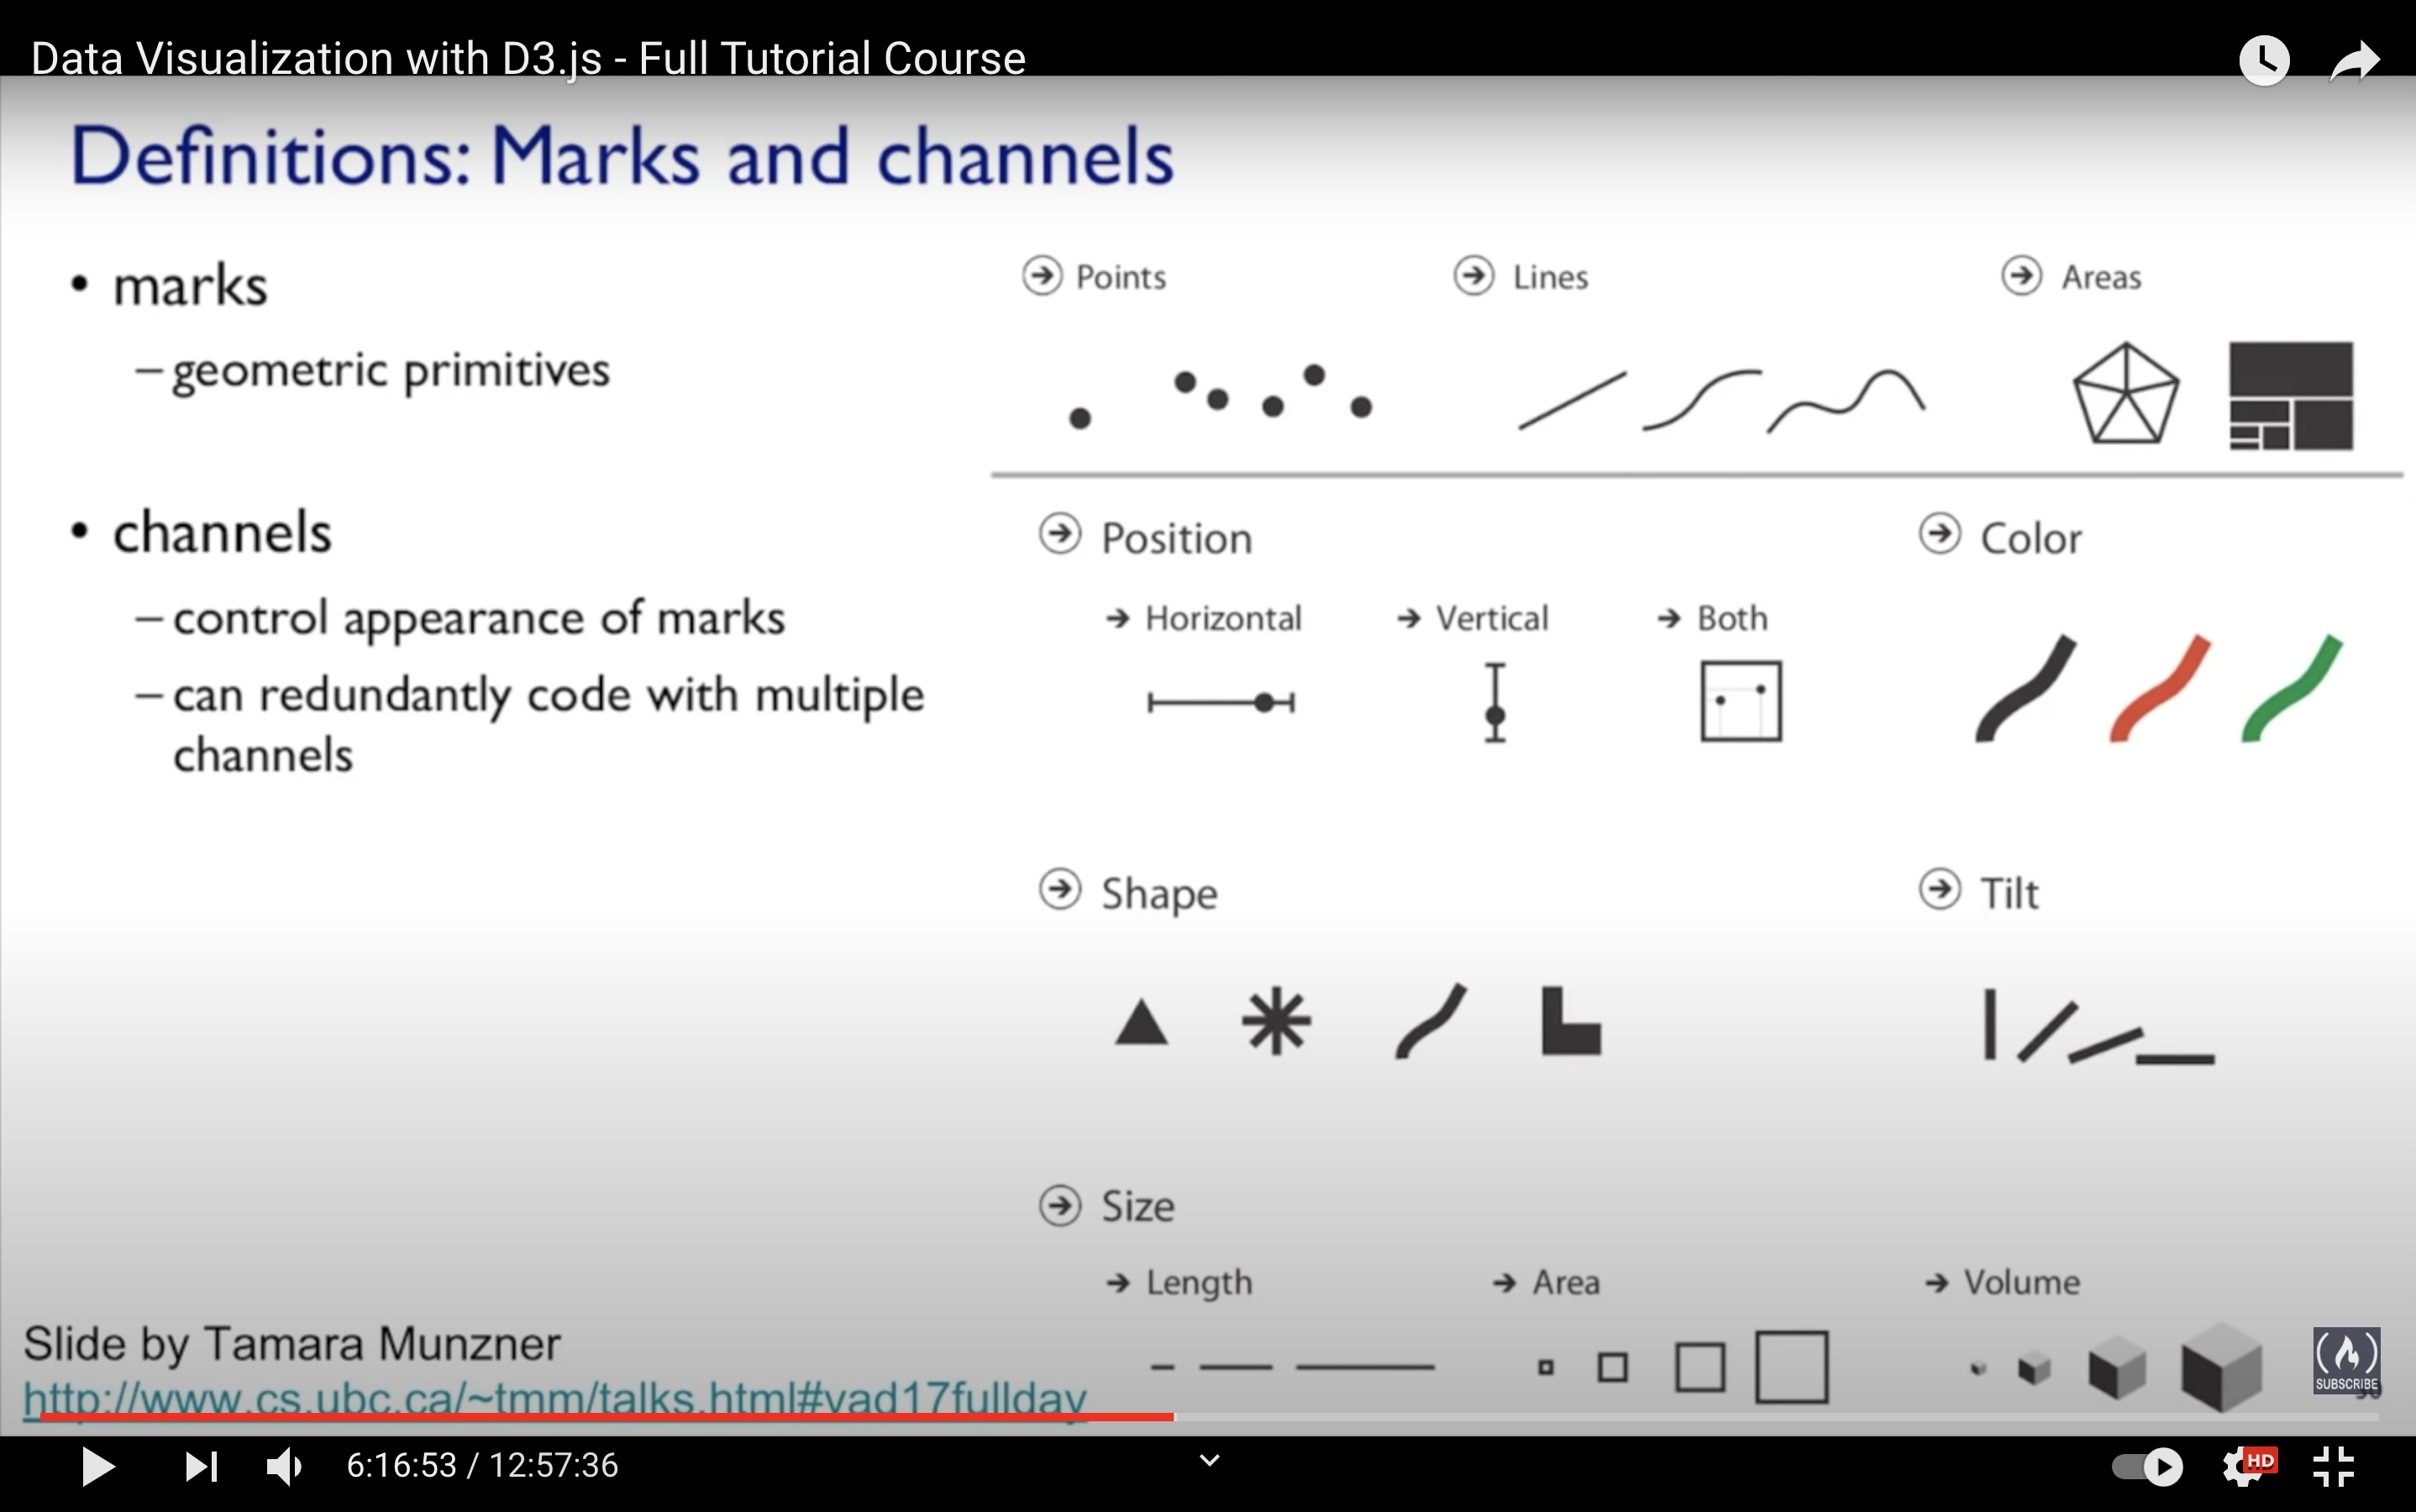 Data Visualization with D3.js - Full Tutorial Course
Definitions: Marks and channels
• marks
– geometric primitives
• channels
– control appearance of marks
– can redundantly code with multiple
channels
Points
Lines
Areas
Position
Color
Horizontal
Vertical
Both
Shape
Tilt
Size
Length
Area
Volume
Slide by Tamara Munzner
http://www.cs.ubc.ca/~tmm/talks.html#vad17fullday
SUBSCRIBE
6:16:53 / 12:57:36
HD